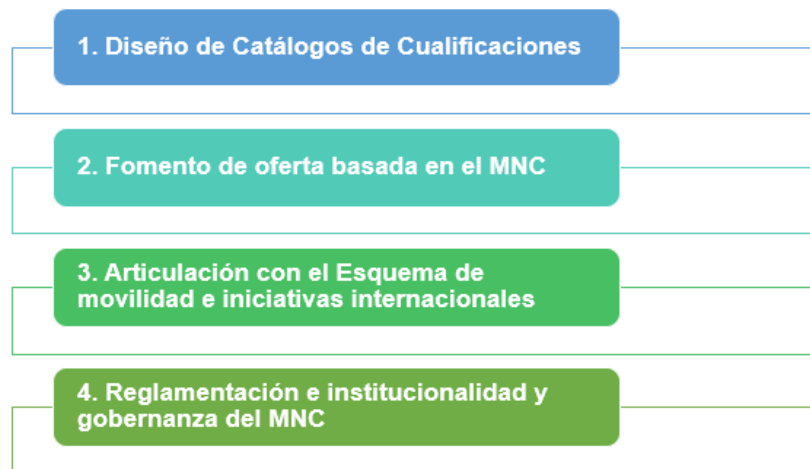 1. Diseño de Catálogos de Cualificaciones
2. Fomento de oferta basada en el MNC
3. Articulación con el Esquema de
movilidad e iniciativas internacionales
4. Reglamentación e institucionalidad y
gobernanza del MNC